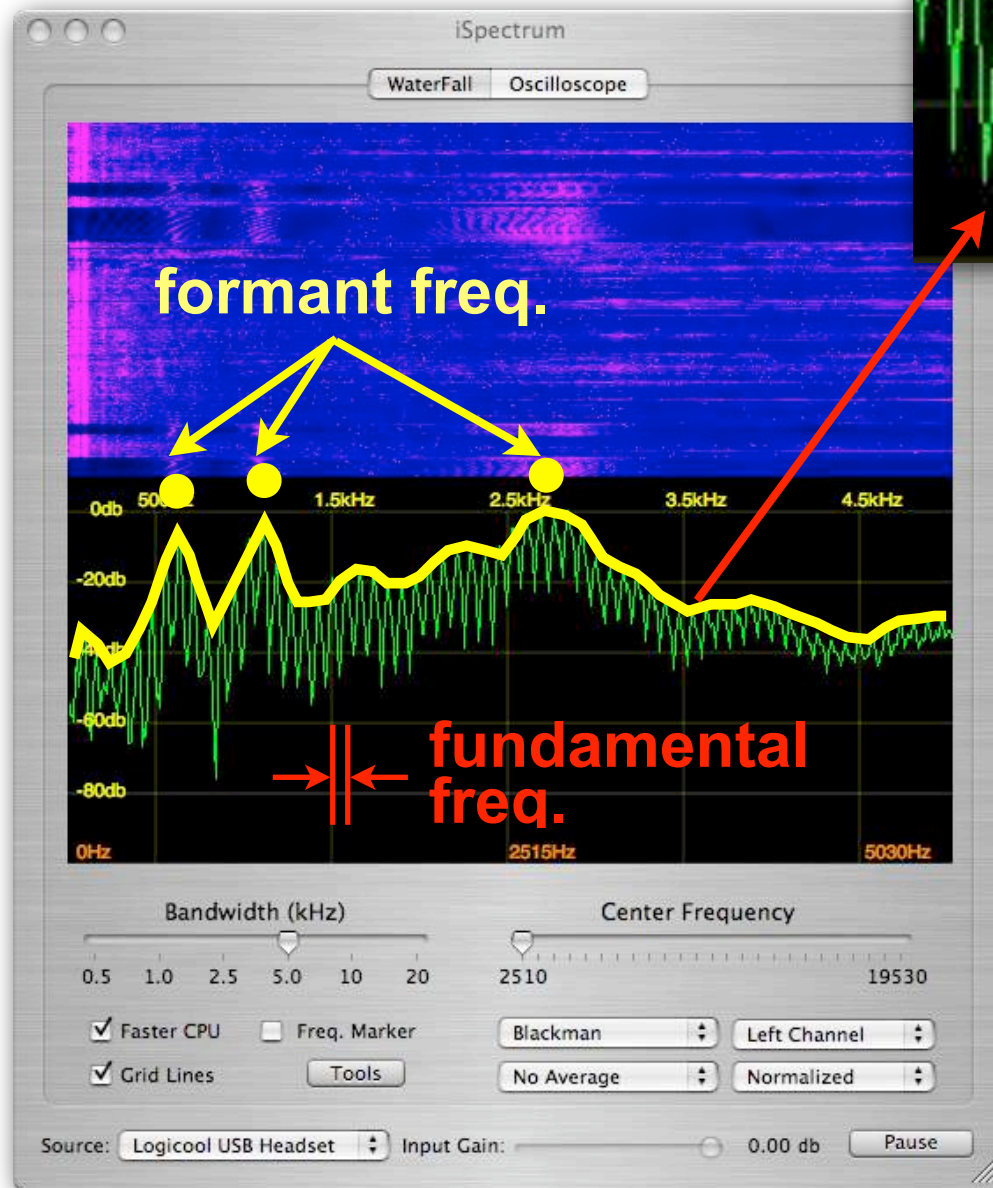 iSpectrum
WaterFall Oscilloscope
formant freq.
1.5kHz 2.5kHz 3.5kHz 4.5kHz
0db
-20db
-60db
-80db
fundamental
freq.
0Hz 2515Hz 5030Hz
Bandwidth (kHz) Center Frequency
0.5 1.0 2.5 5.0 10 20 2510 19530
Faster CPU Freq. Marker Blackman Left Channel
Grid Lines Tools No Average Normalized
Source: Logicool USB Headset Input Gain: 0.00 db Pause